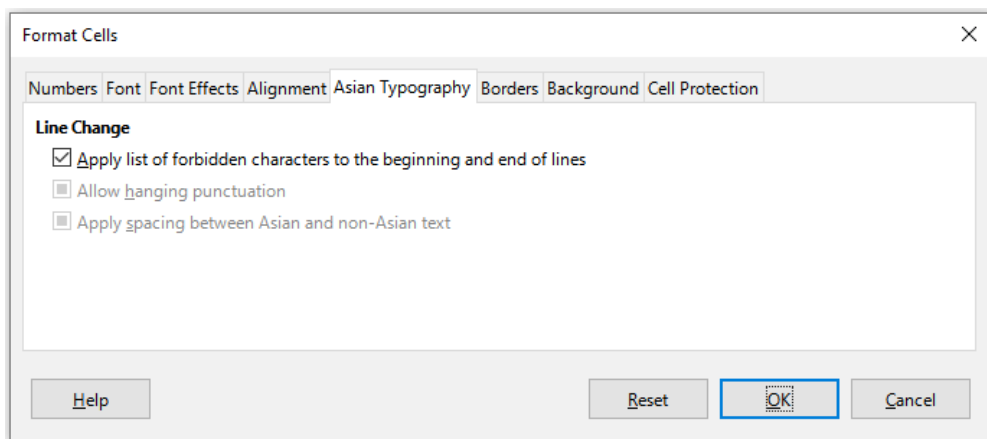 Format Cells
Numbers Font Font Effects Alignment Asian Typography Borders Background Cell Protection
Line Change
Apply list of forbidden characters to the beginning and end of lines
Allow hanging punctuation
Apply spacing between Asian and non-Asian text
Help Reset OK Cancel